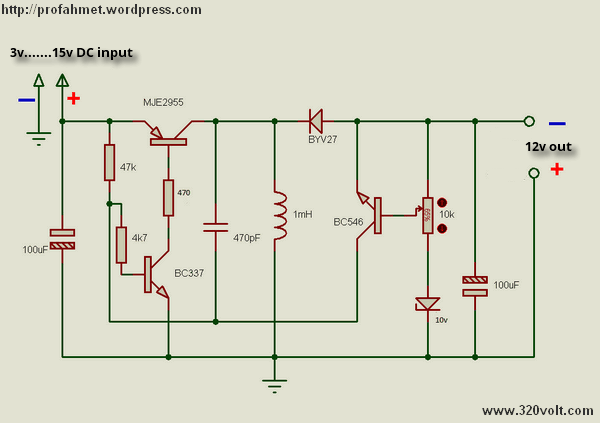 http://profahmet.wordpress.com
3v.......15v DC input
− +
MJE2955
BYV27
−
12v out
+
47k
470
1mH
BC546
65%
10k
4k7
100uF
470pF
BC337
100uF
10v
www.320volt.com